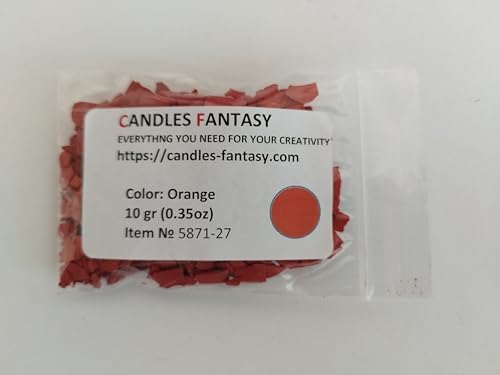 CANDLES FANTASY
EVERYTHNG YOU NEED FOR YOUR CREATIVITY
https://candles-fantasy.com
Color: Orange
10 gr (0.35oz)
Item № 5871-27